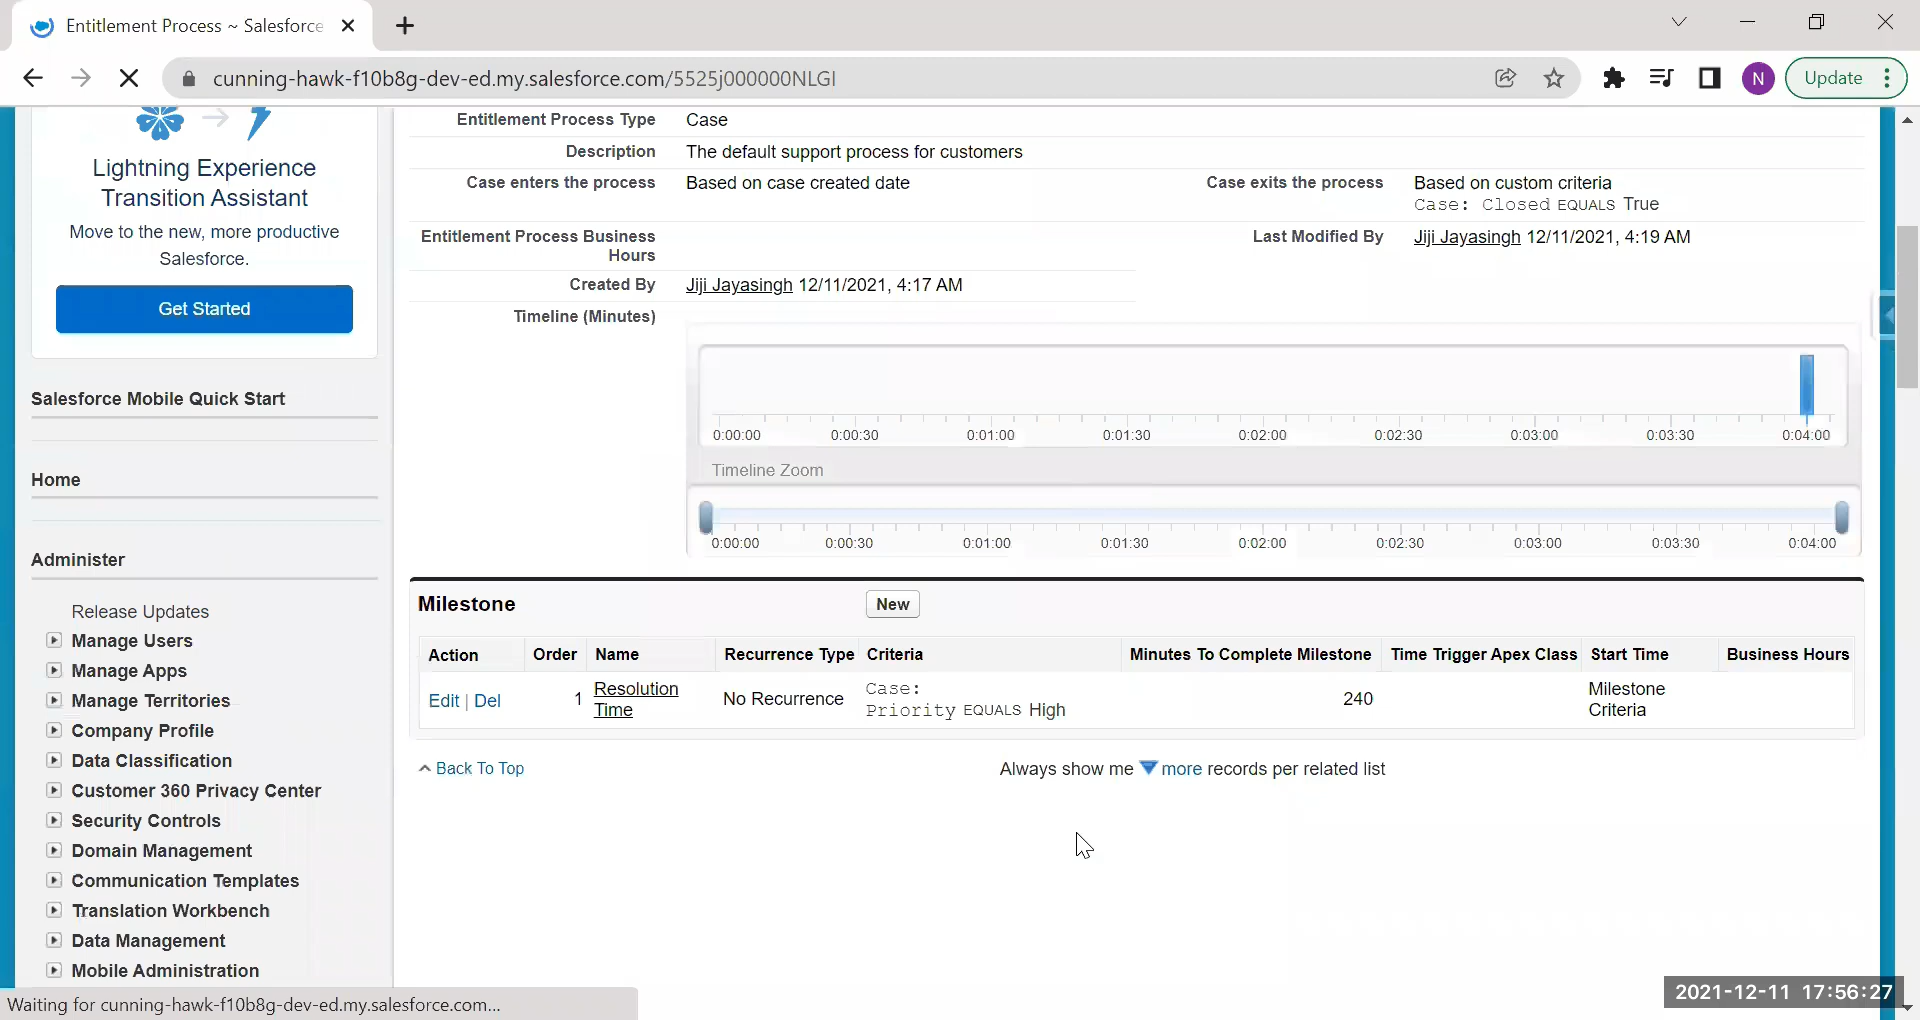 Entitlement Process ~ Salesforce
cunning-hawk-f10b8g-dev-ed.my.salesforce.com/5525j000000NLGI
N
Update
Lightning Experience
Transition Assistant
Move to the new, more productive
Salesforce.
Get Started
Salesforce Mobile Quick Start
Home
Administer
Release Updates
Manage Users
Manage Apps
Manage Territories
Company Profile
Data Classification
Customer 360 Privacy Center
Security Controls
Domain Management
Communication Templates
Translation Workbench
Data Management
Mobile Administration
Entitlement Process Type Case
Description The default support process for customers
Case enters the process Based on case created date
Case exits the process Based on custom criteria
Case: Closed EQUALS True
Entitlement Process Business
Hours
Last Modified By Jiji Jayasingh 12/11/2021, 4:19 AM
Created By Jiji Jayasingh 12/11/2021, 4:17 AM
Timeline (Minutes)
0:00:00 0:00:30 0:01:00 0:01:30 0:02:00 0:02:30 0:03:00 0:03:30 0:04:00
Timeline Zoom
0:00:00 0:00:30 0:01:00 0:01:30 0:02:00 0:02:30 0:03:00 0:03:30 0:04:00
Milestone New
Action Order Name Recurrence Type Criteria Minutes To Complete Milestone Time Trigger Apex Class Start Time Business Hours
Edit | Del 1 Resolution Time No Recurrence Case: Priority EQUALS High 240 Milestone Criteria
Back To Top
Always show me more records per related list
Waiting for cunning-hawk-f10b8g-dev-ed.my.salesforce.com...
2021-12-11 17:56:27